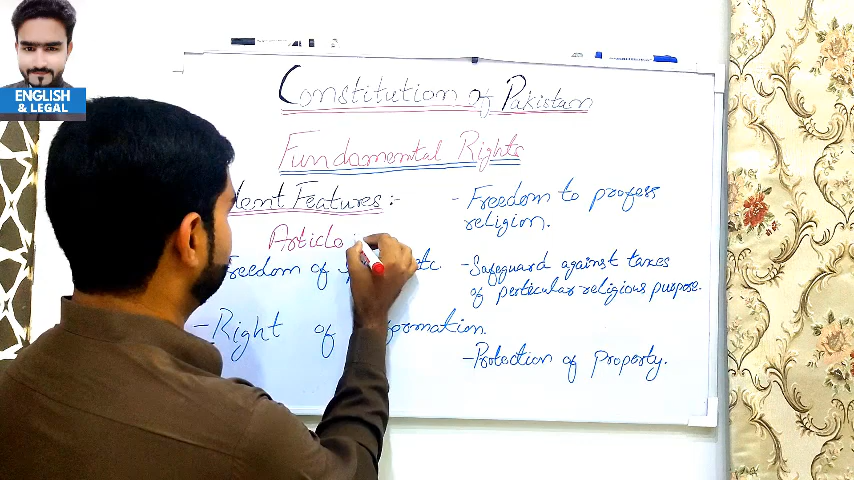 ENGLISH
& LEGAL
Constitution of Pakistan
Fundamental Rights
Features :-
Article
Freedom of etc.
- Right of
- Freedom to profess
religion.
- Safeguard against taxes
of perticular religious purpose.
- Protection of property.